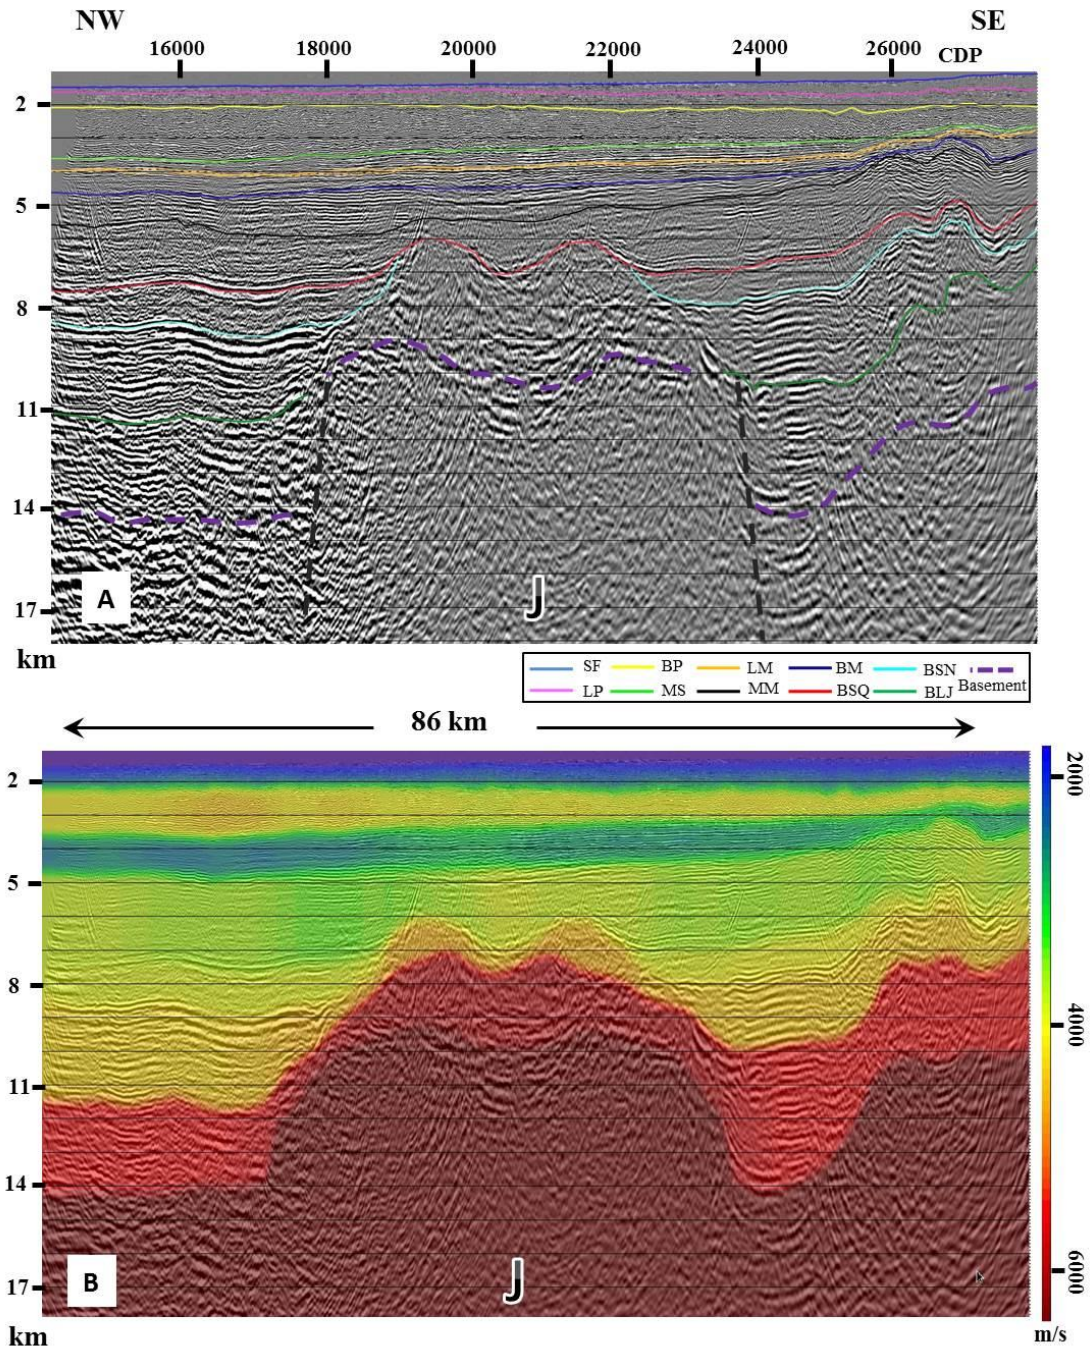 NW SE
16000 18000 20000 22000 24000 26000 CDP
2
5
8
11
14
17
km
A
J
SF BP LM BM BSN Basement
LP MS MM BSQ BLJ
86 km
2
5
8
11
14
17
km
B
J
2000
4000
6000
m/s